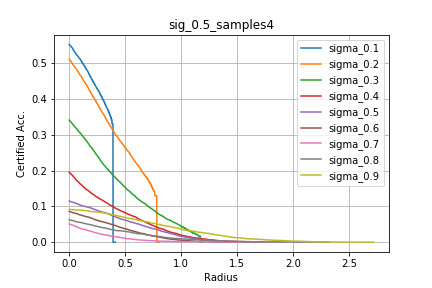 sig_0.5_samples4
Certified Acc.
0.5
0.4
0.3
0.2
0.1
0.0
sigma_0.1
sigma_0.2
sigma_0.3
sigma_0.4
sigma_0.5
sigma_0.6
sigma_0.7
sigma_0.8
sigma_0.9
0.0 0.5 1.0 1.5 2.0 2.5
Radius